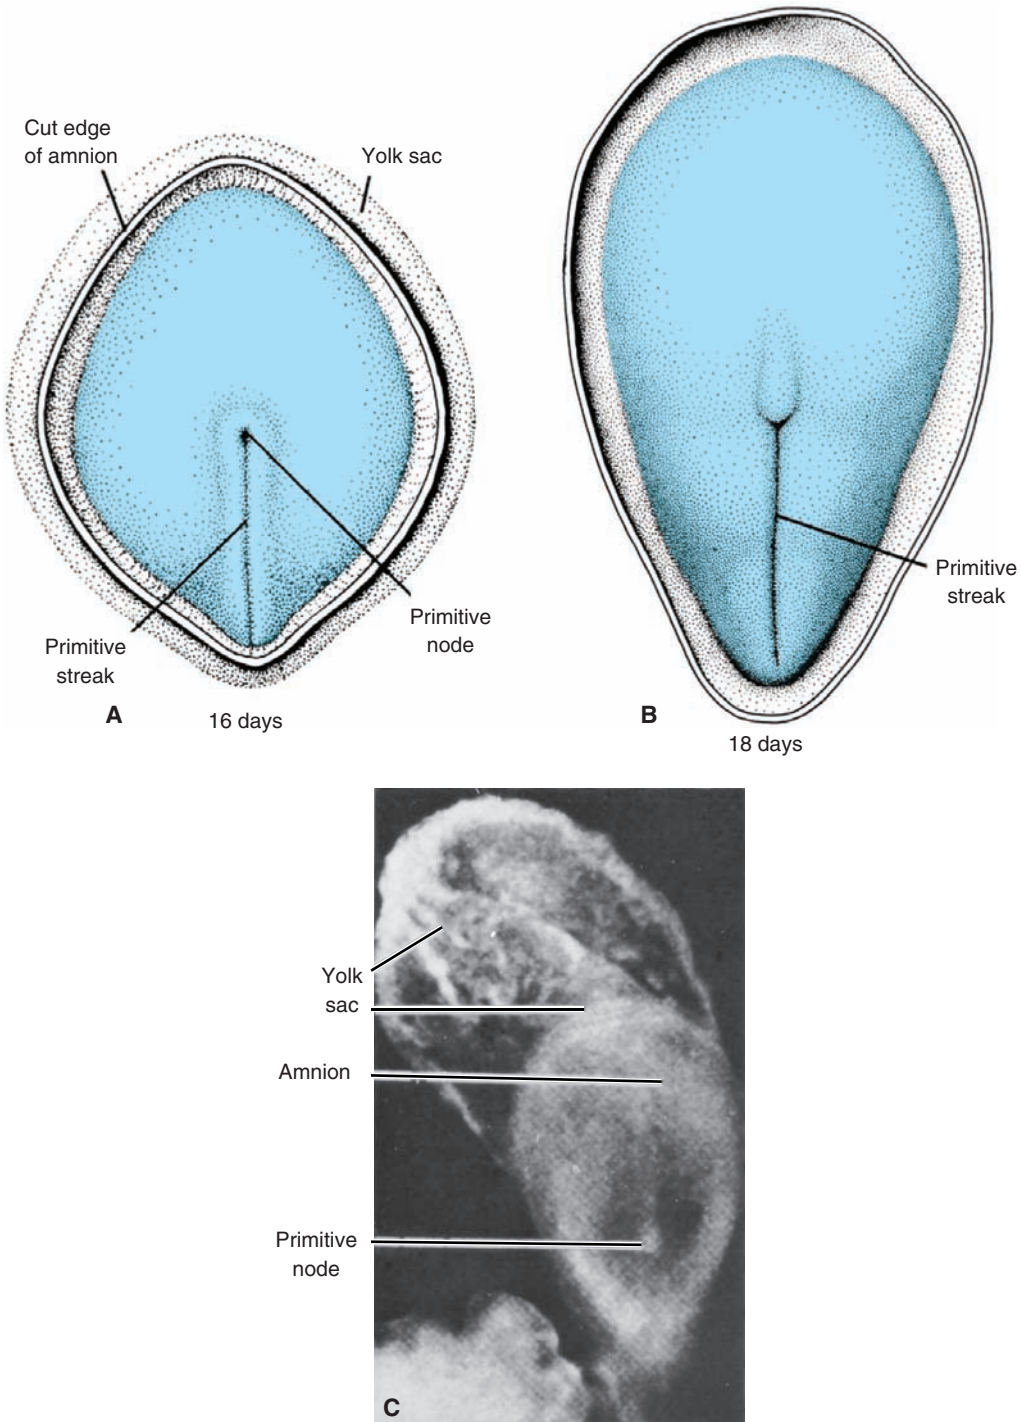 Cut edge
of amnion
Yolk sac
Primitive
streak
Primitive
node
A
16 days
Primitive
streak
B
18 days
Yolk
sac
Amnion
Primitive
node
C